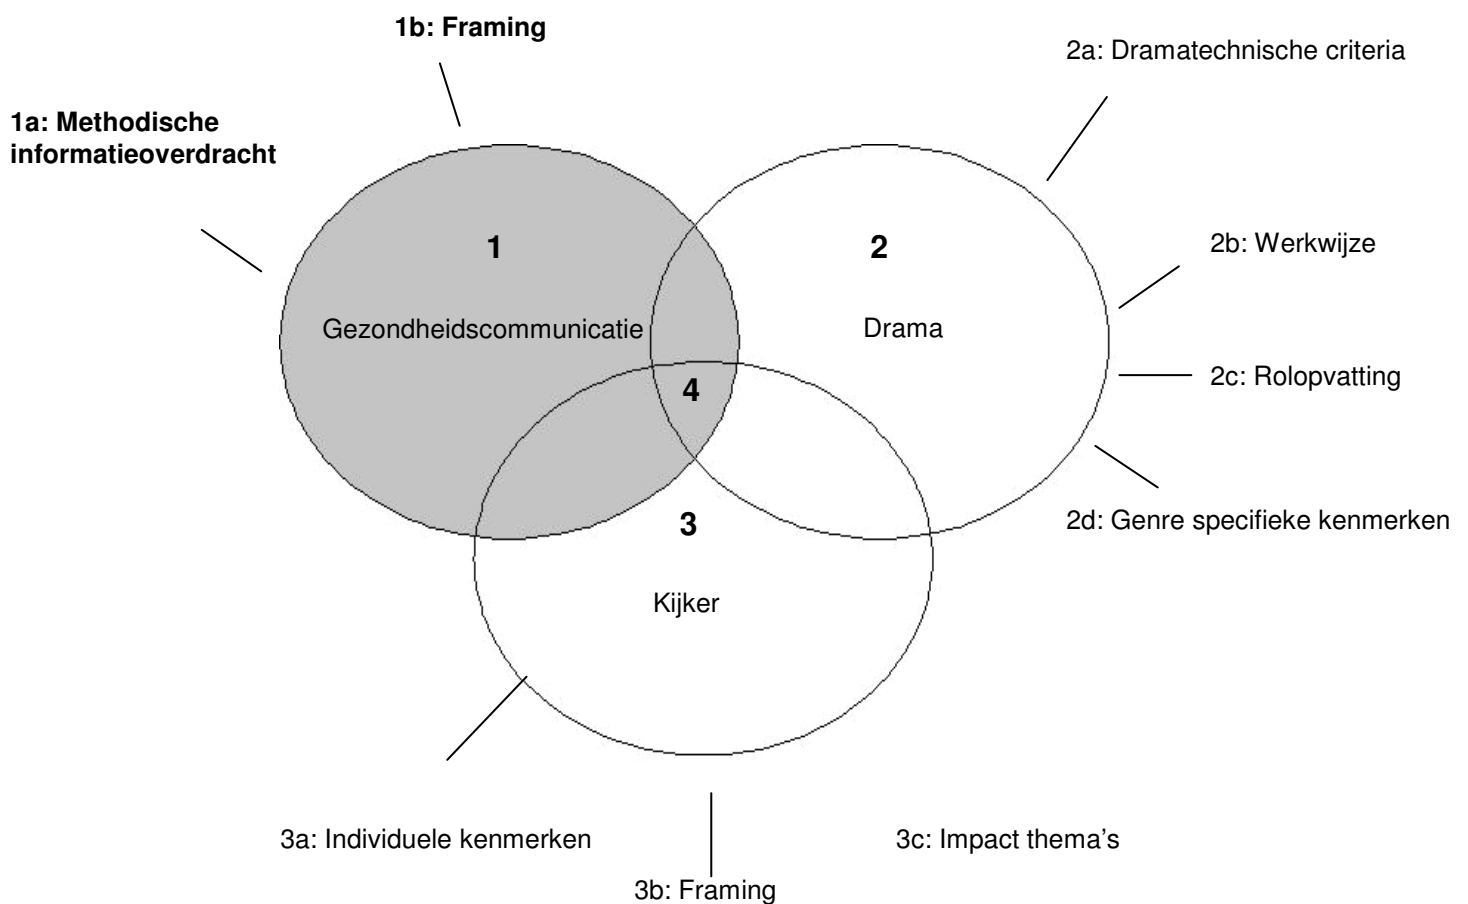 1b: Framing
2a: Dramatechnische criteria
1a: Methodische
informatieoverdracht
1
2
2b: Werkwijze
Gezondheidscommunicatie
Drama
4
2c: Rolopvatting
3
2d: Genre specifieke kenmerken
Kijker
3a: Individuele kenmerken
3c: Impact thema’s
3b: Framing